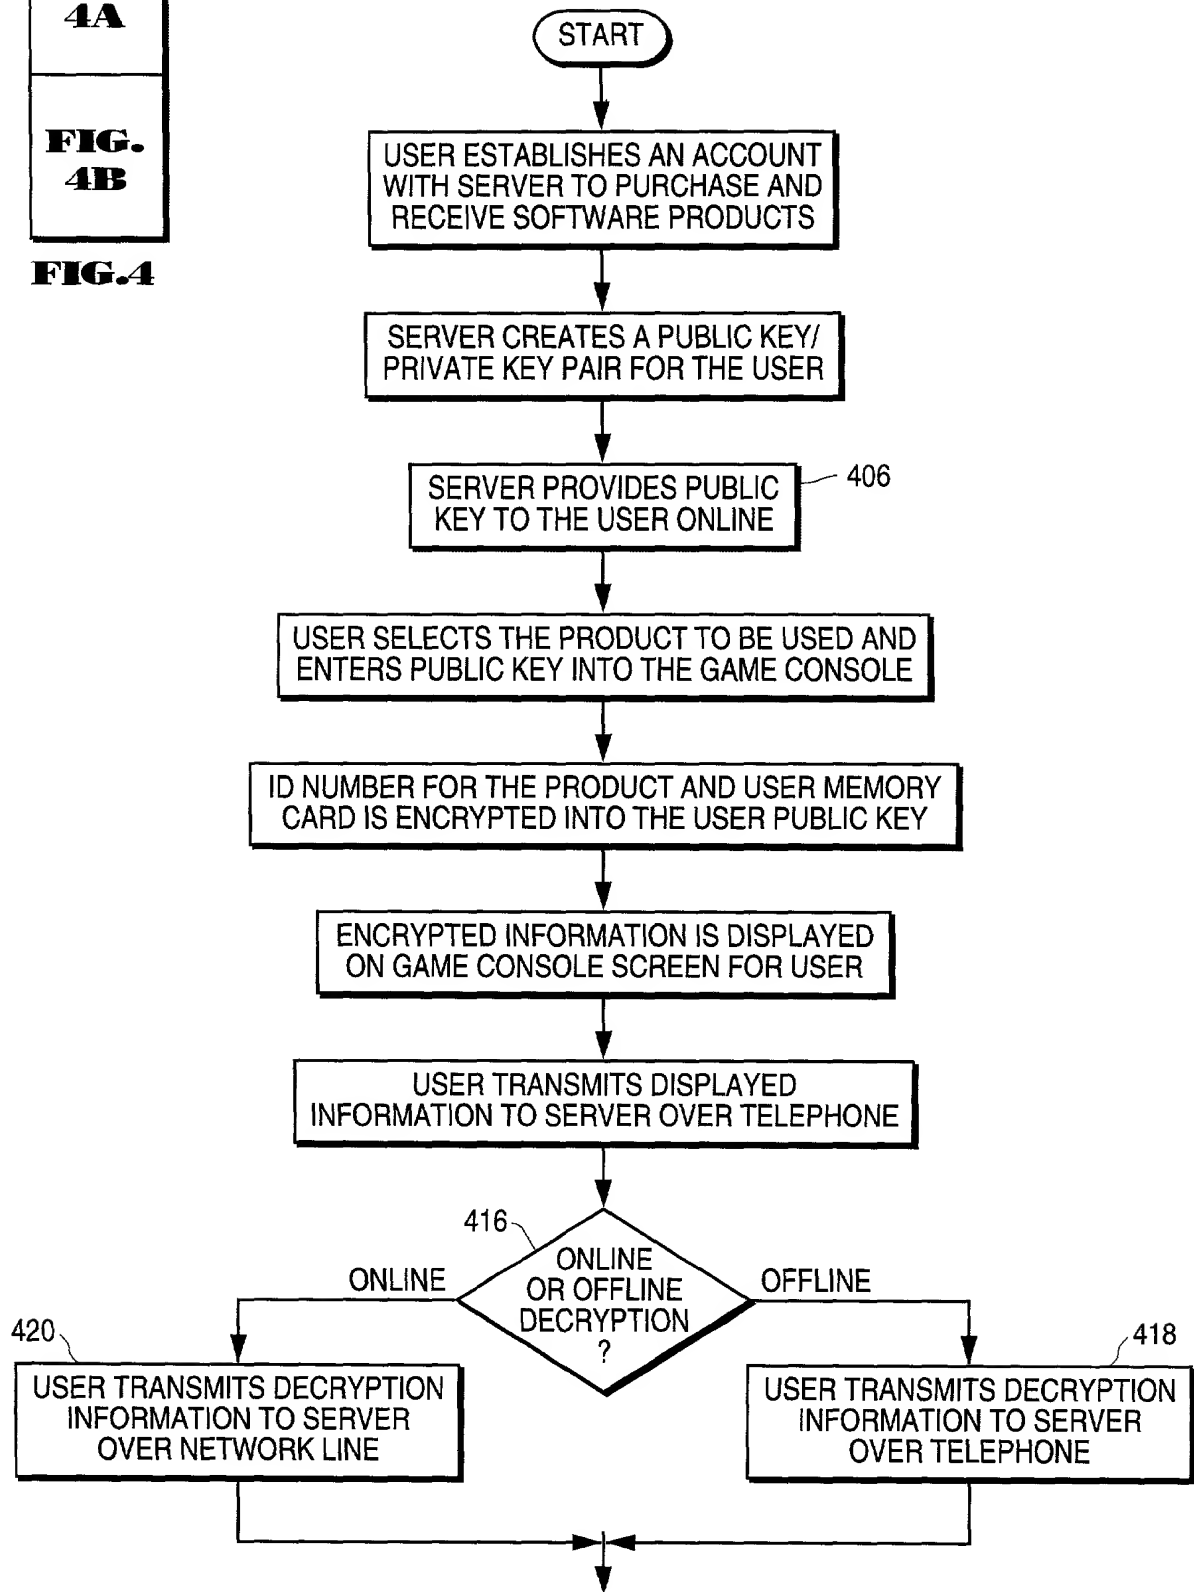 4A
FIG.
4B
FIG.4
START
USER ESTABLISHES AN ACCOUNT
WITH SERVER TO PURCHASE AND
RECEIVE SOFTWARE PRODUCTS
SERVER CREATES A PUBLIC KEY/
PRIVATE KEY PAIR FOR THE USER
406
SERVER PROVIDES PUBLIC
KEY TO THE USER ONLINE
USER SELECTS THE PRODUCT TO BE USED AND
ENTERS PUBLIC KEY INTO THE GAME CONSOLE
ID NUMBER FOR THE PRODUCT AND USER MEMORY
CARD IS ENCRYPTED INTO THE USER PUBLIC KEY
ENCRYPTED INFORMATION IS DISPLAYED
ON GAME CONSOLE SCREEN FOR USER
USER TRANSMITS DISPLAYED
INFORMATION TO SERVER OVER TELEPHONE
416
ONLINE
OR OFFLINE
DECRYPTION
?
ONLINE
OFFLINE
420
USER TRANSMITS DECRYPTION
INFORMATION TO SERVER
OVER NETWORK LINE
418
USER TRANSMITS DECRYPTION
INFORMATION TO SERVER
OVER TELEPHONE